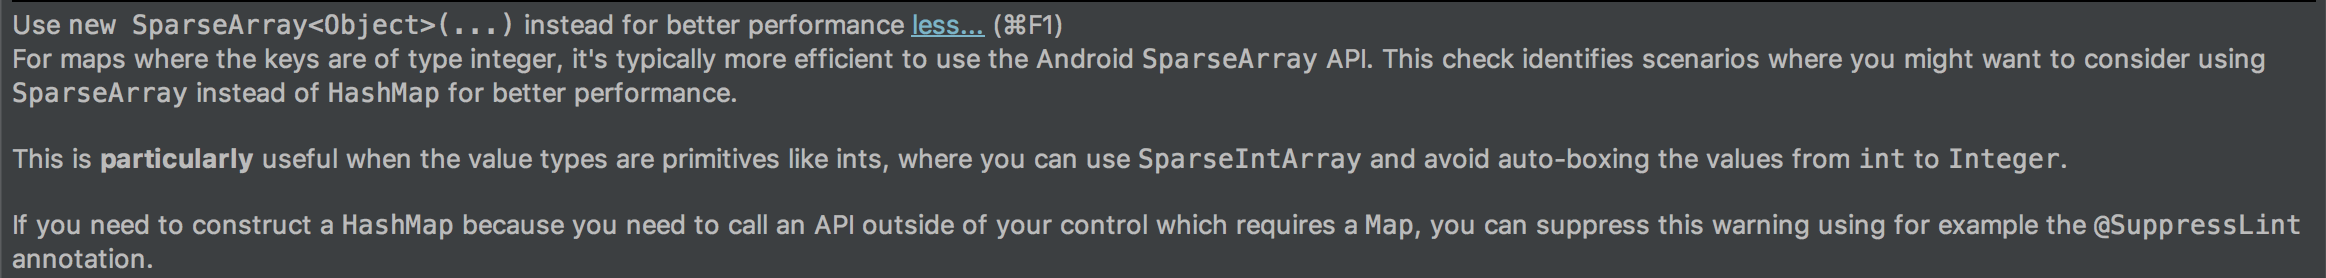 Use new SparseArray<Object>(...) instead for better performance less... (⌘F1)
For maps where the keys are of type integer, it's typically more efficient to use the Android SparseArray API. This check identifies scenarios where you might want to consider using
SparseArray instead of HashMap for better performance.
This is particularly useful when the value types are primitives like ints, where you can use SparseIntArray and avoid auto-boxing the values from int to Integer.
If you need to construct a HashMap because you need to call an API outside of your control which requires a Map, you can suppress this warning using for example the @SuppressLint
annotation.